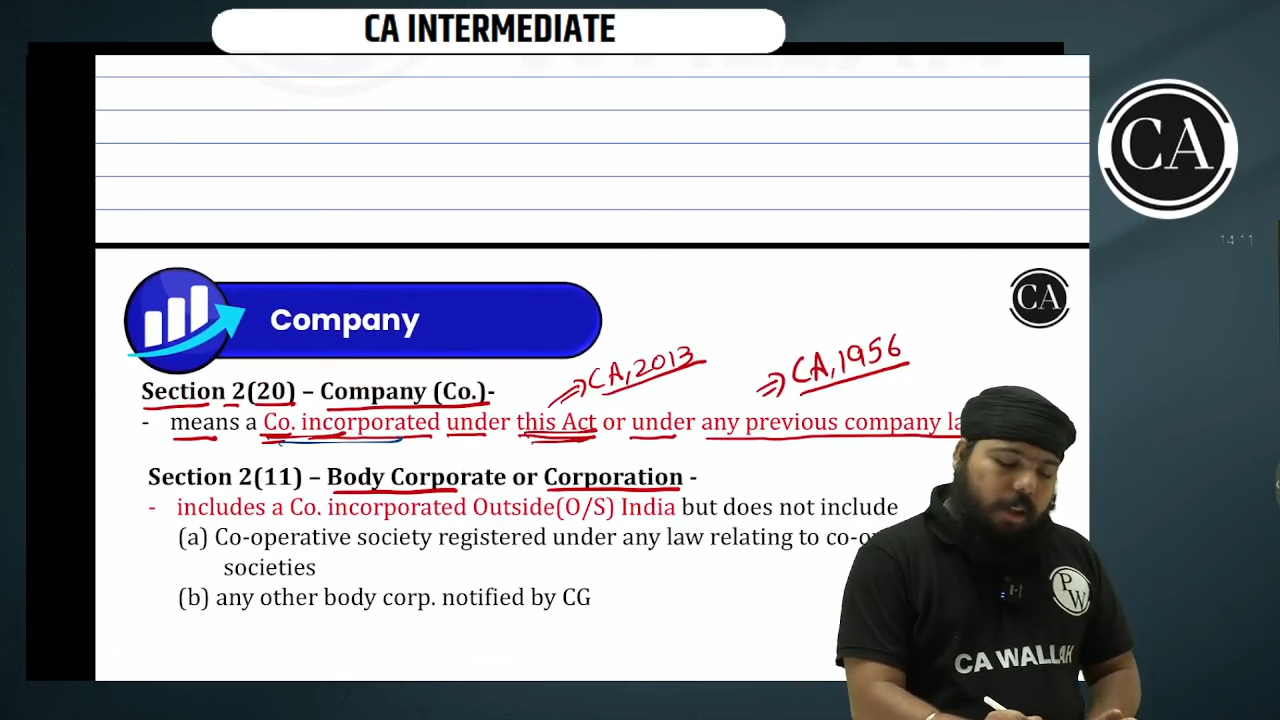 CA INTERMEDIATE
CA
14 11
Company
CA
CA, 2013
CA, 1956
Section 2(20) – Company (Co.)-
- means a Co. incorporated under this Act or under any previous company
Section 2(11) – Body Corporate or Corporation -
- includes a Co. incorporated Outside(O/S) India but does not include
(a) Co-operative society registered under any law relating to
societies
(b) any other body corp. notified by CG
PW
CA WALLAH